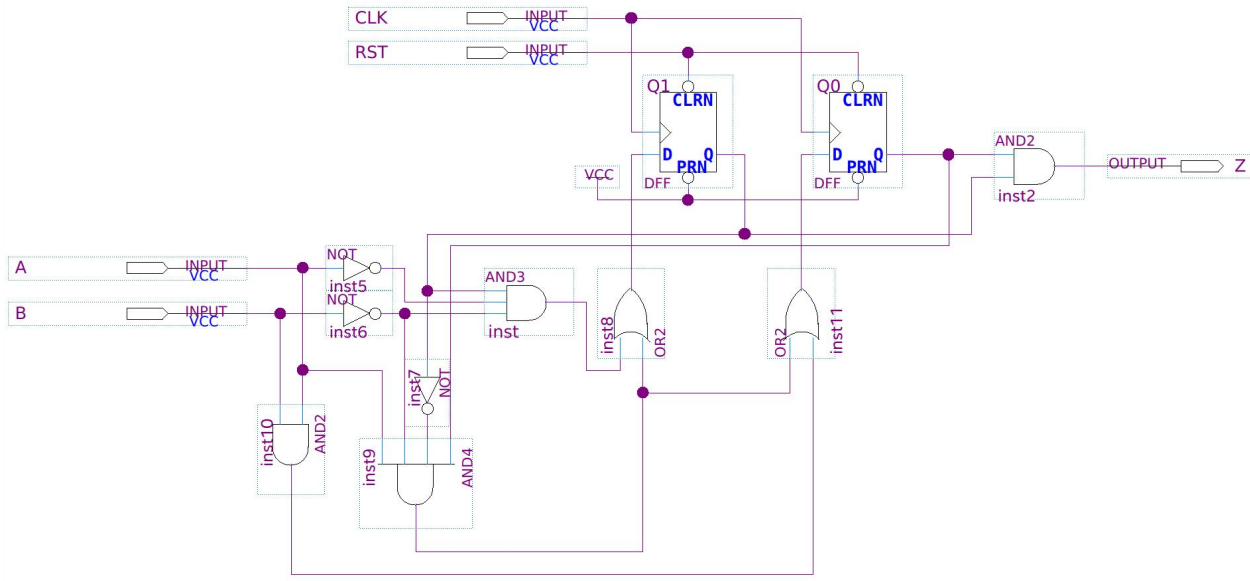 CLK
INPUT
VCC
RST
INPUT
VCC
Q1
CLRN
D
Q
PRN
DFF
Q0
CLRN
D
Q
PRN
DFF
AND2
inst2
OUTPUT
Z
VCC
A
INPUT
VCC
NOT
inst5
B
INPUT
VCC
NOT
inst6
AND3
inst
inst8
OR2
OR2
inst11
inst7
NOT
inst10
AND2
inst9
AND4